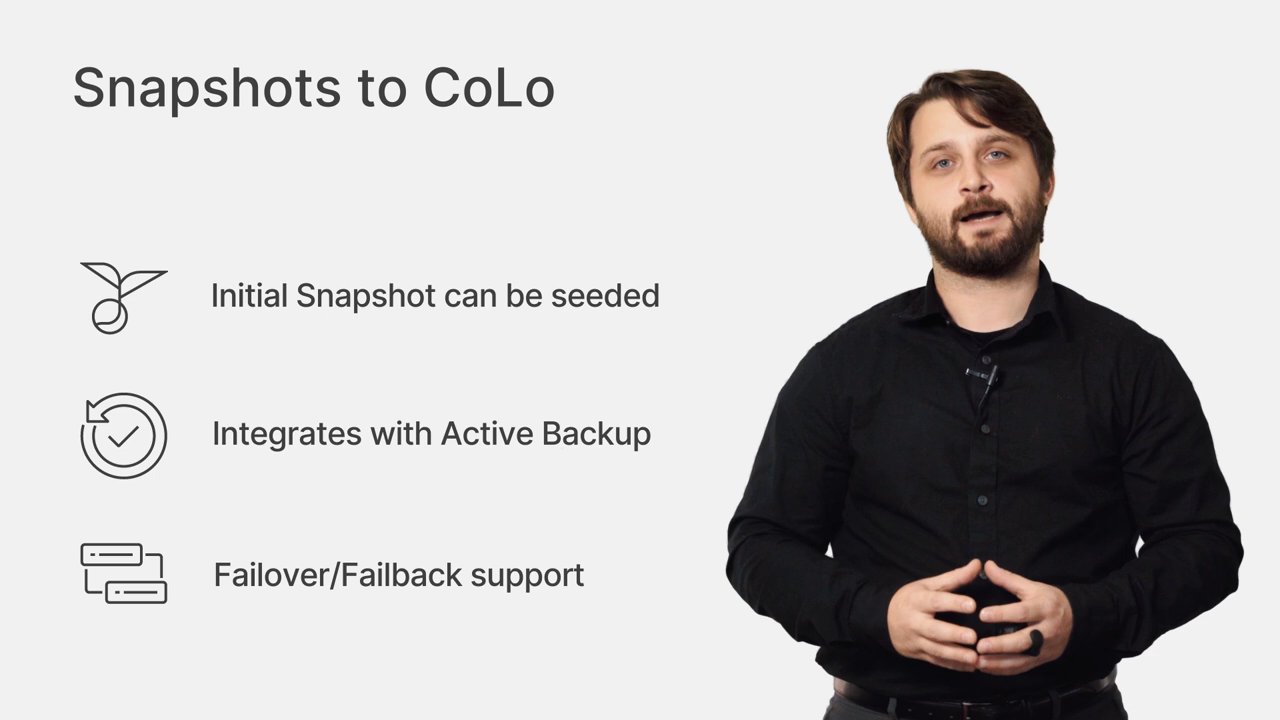 Snapshots to CoLo
Initial Snapshot can be seeded
Integrates with Active Backup
Failover/Failback support